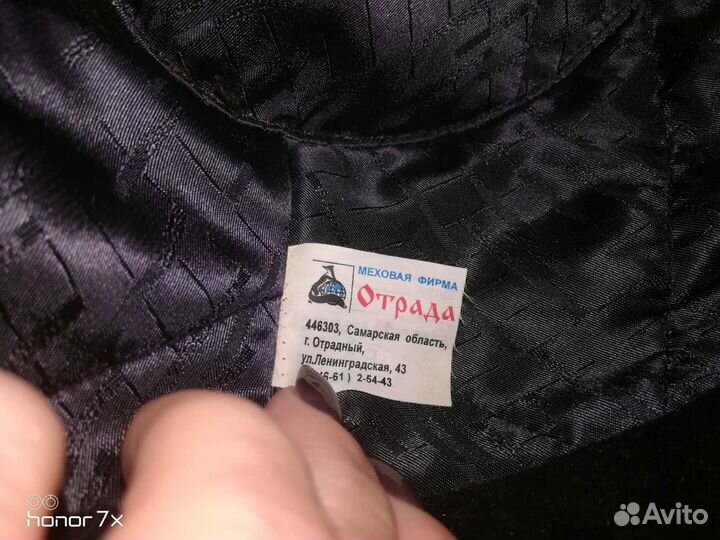 МЕХОВАЯ ФИРМА
Отрада
446303, Самарская область,
г. Отрадный,
ул.Ленинградская, 43
(6-61) 2-54-43
honor 7x
Avito